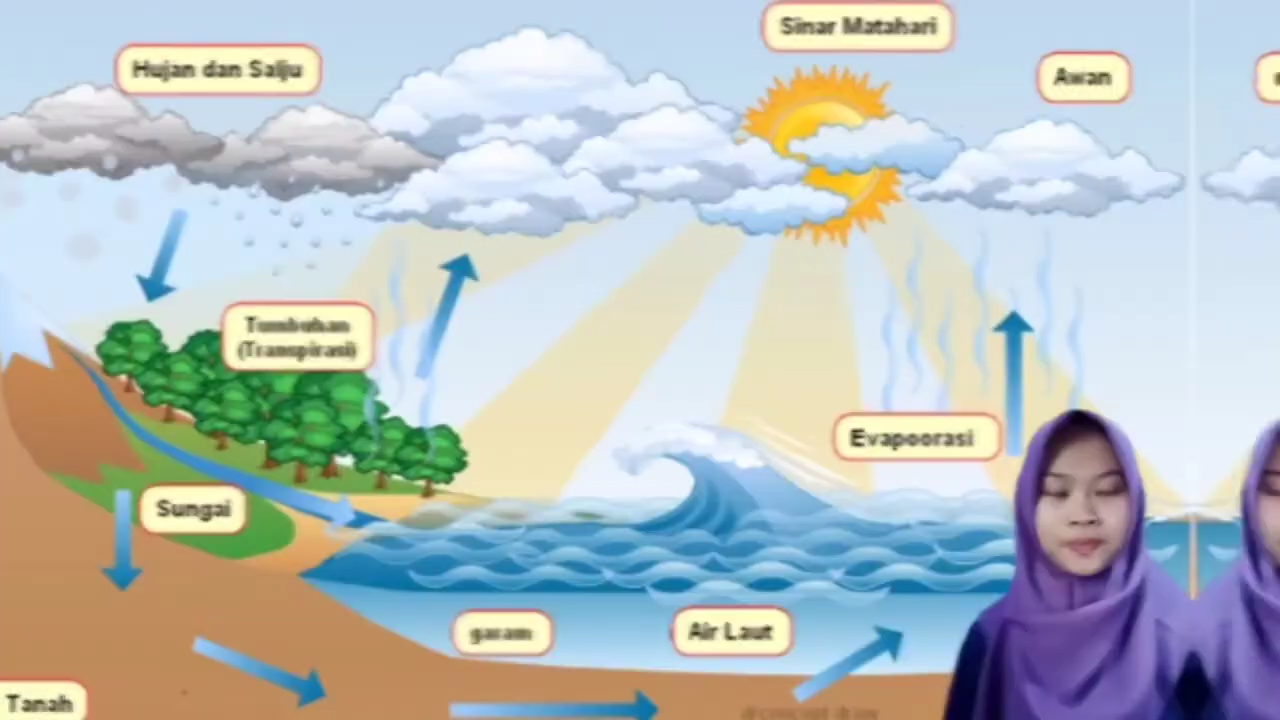 Sinar Matahari
Hujan dan Salju
Awan
Tumbuhan
(Transpirasi)
Evapoorasi
Sungai
garam
Air Laut
Tanah